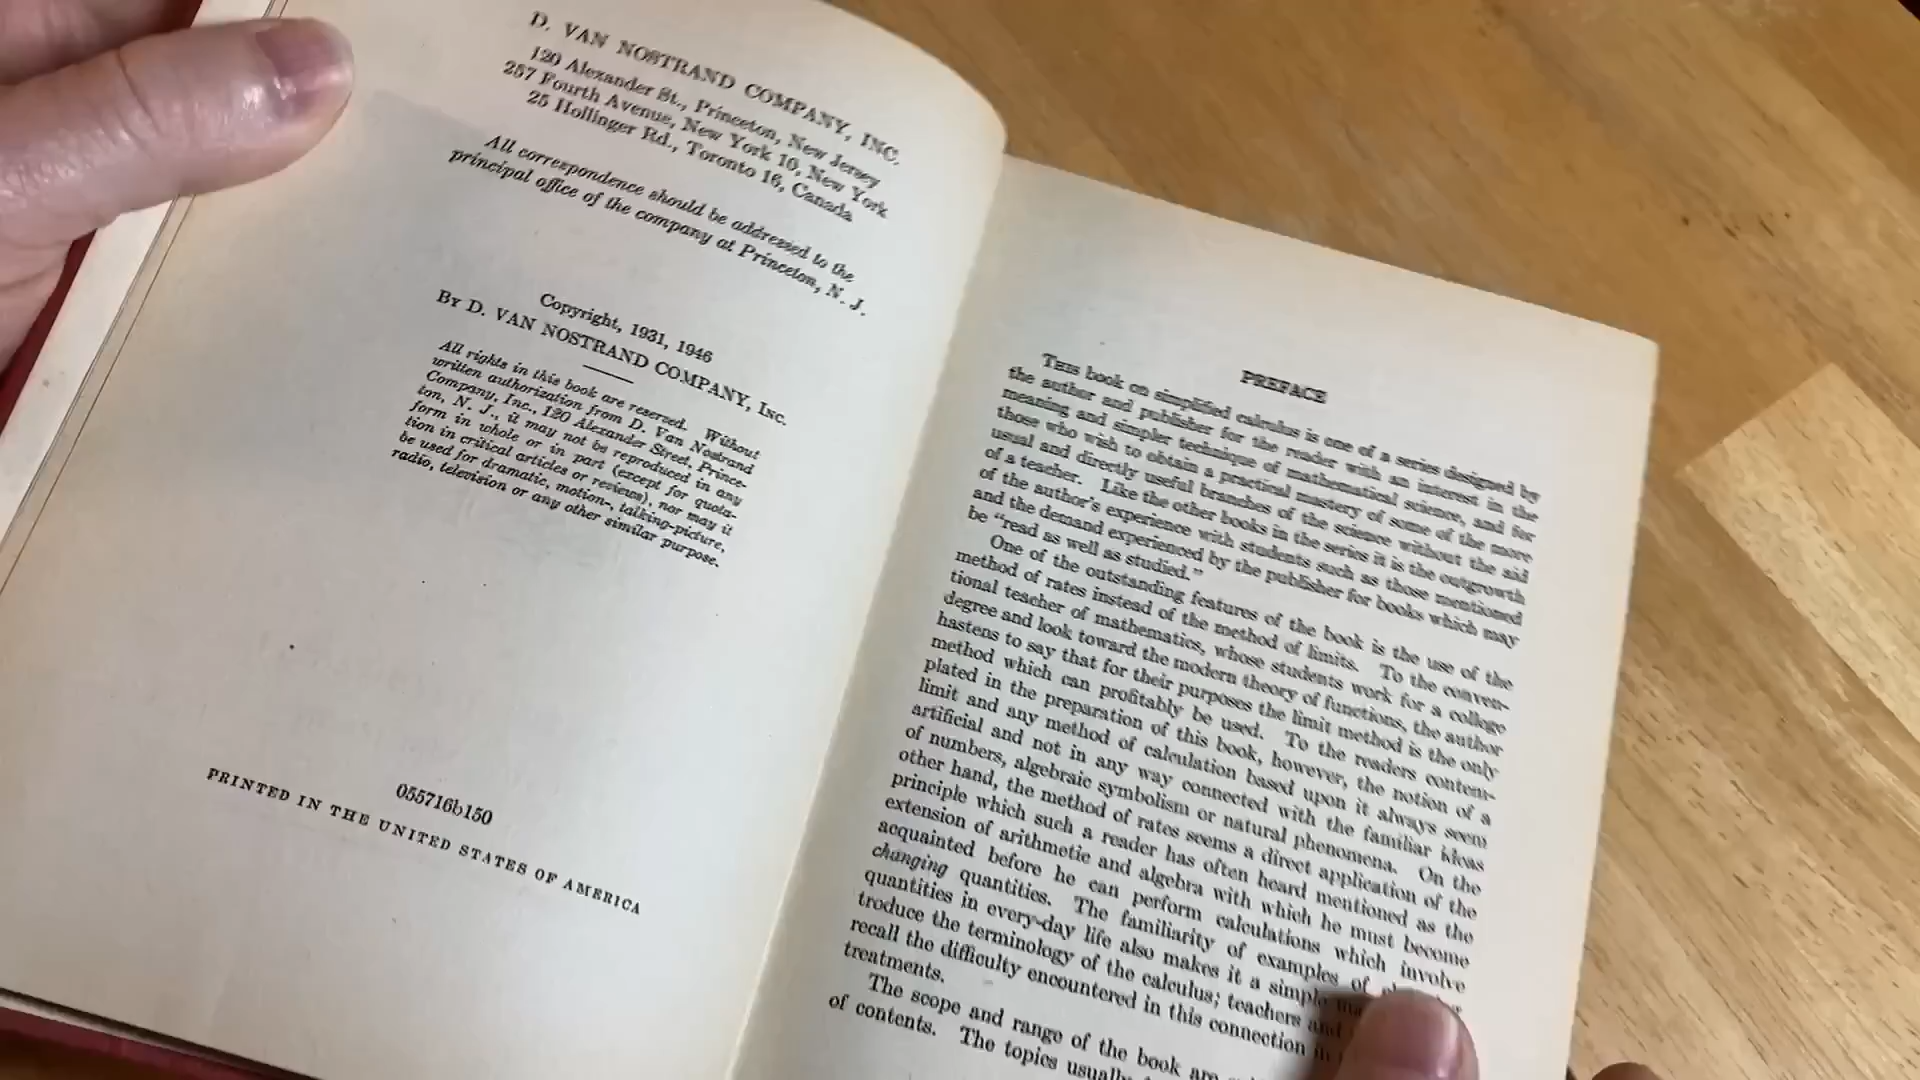 D. VAN NOSTRAND COMPANY, INC.
120 Alexander St., Princeton, New Jersey
257 Fourth Avenue, New York 10, New York
25 Hollinger Rd., Toronto 16, Canada
All correspondence should be addressed to the
principal office of the company at Princeton, N. J.
Copyright, 1931, 1946
By D. VAN NOSTRAND COMPANY, Inc.
All rights in this book are reserved. Without
written authorization from D. Van Nostrand
Company, Inc., 120 Alexander Street, Prince-
ton, N. J., it may not be reproduced in any
form in whole or in part (except for quota-
tion in critical articles or reviews), nor may it
be used for dramatic, motion-, talking-picture,
radio, television or any other similar purpose.
055716b150
PRINTED IN THE UNITED STATES OF AMERICA
PREFACE
This book on simplified calculus is one of a series designed by
the author and publisher for the reader with an interest in the
meaning and simpler technique of mathematical science, and for
those who wish to obtain a practical mastery of some of the more
usual and directly useful branches of the science without the aid
of a teacher. Like the other books in the series it is the outgrowth
of the author's experience with students such as those mentioned
and the demand experienced by the publisher for books which may
be "read as well as studied."
One of the outstanding features of the book is the use of the
method of rates instead of the method of limits. To the conven-
tional teacher of mathematics, whose students work for a college
degree and look toward the modern theory of functions, the author
hastens to say that for their purposes the limit method is the only
method which can profitably be used. To the readers contem-
plated in the preparation of this book, however, the notion of a
limit and any method of calculation based upon it always seem
artificial and not in any way connected with the familiar ideas
of numbers, algebraic symbolism or natural phenomena. On the
other hand, the method of rates seems a direct application of the
principle which such a reader has often heard mentioned as the
extension of arithmetic and algebra with which he must become
acquainted before he can perform calculations which involve
changing quantities. The familiarity of examples of
quantities in every-day life also makes it a simple
troduce the terminology of the calculus; teachers and
recall the difficulty encountered in this connection in
treatments.
The scope and range of the book are
of contents. The topics usually